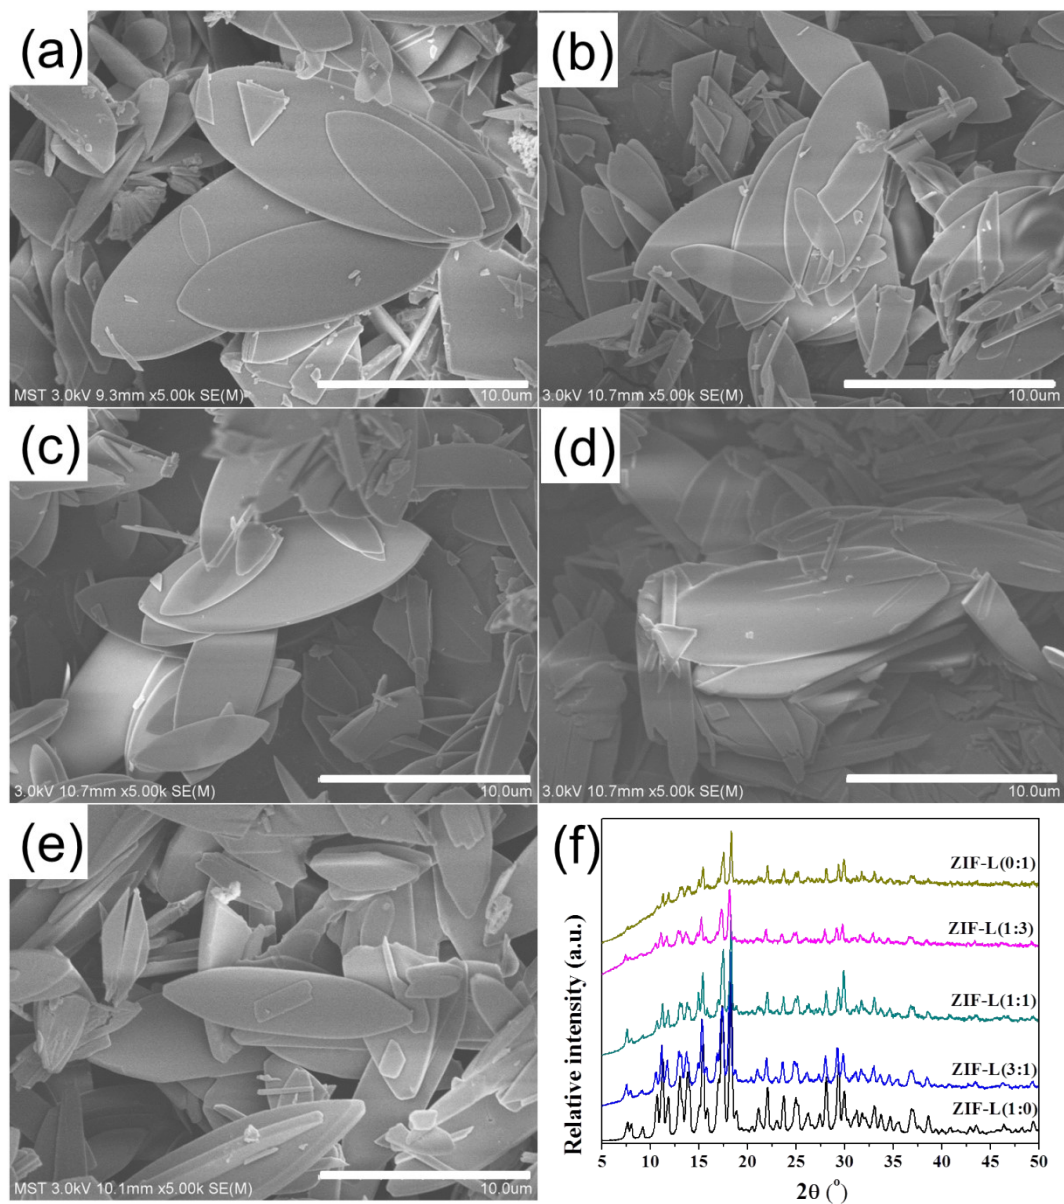 (a)
MST 3.0kV 9.3mm x5.00k SE(M)
10.0um
(b)
3.0kV 10.7mm x5.00k SE(M)
10.0um
(c)
3.0kV 10.7mm x5.00k SE(M)
10.0um
(d)
3.0kV 10.7mm x5.00k SE(M)
10.0um
(e)
MST 3.0kV 10.1mm x5.00k SE(M)
10.0um
(f)
ZIF-L(0:1)
ZIF-L(1:3)
ZIF-L(1:1)
ZIF-L(3:1)
ZIF-L(1:0)
Relative intensity (a.u.)
5 10 15 20 25 30 35 40 45 50
2θ (°)